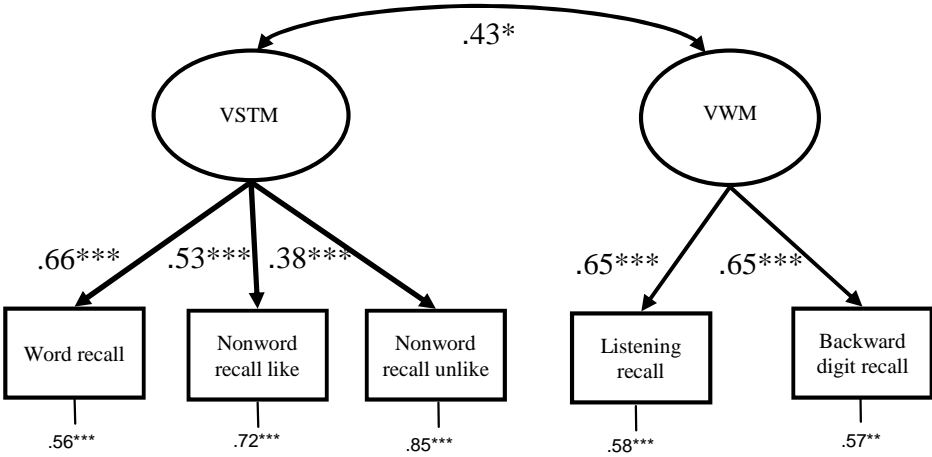 .43*
VSTM
VWM
.66***
.53***
.38***
.65***
.65***
Word recall
Nonword
recall like
Nonword
recall unlike
Listening
recall
Backward
digit recall
.56***
.72***
.85***
.58***
.57**